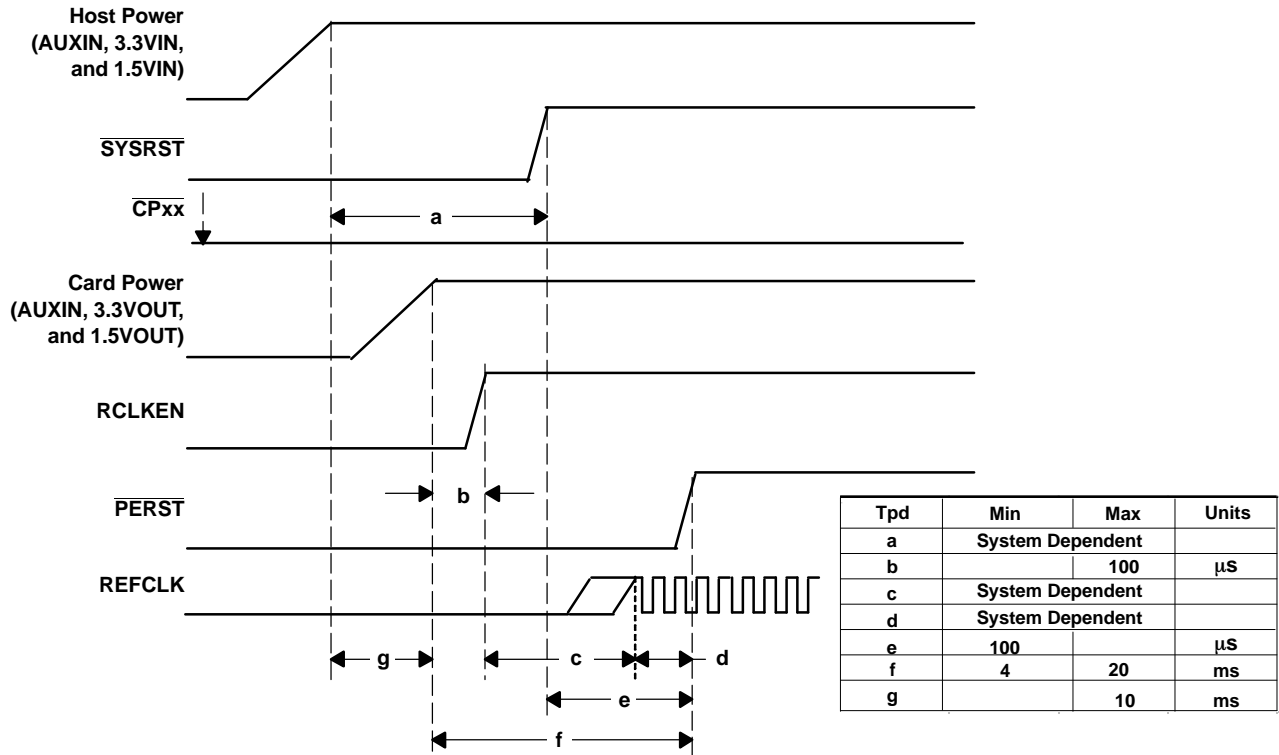 Host Power
(AUXIN, 3.3VIN,
and 1.5VIN)
SYSRST
CPxx
a
Card Power
(AUXIN, 3.3VOUT,
and 1.5VOUT)
RCLKEN
b
PERST
REFCLK
g
c
d
e
f
Tpd Min Max Units
a System Dependent
b 100 μs
c System Dependent
d System Dependent
e 100 μs
f 4 20 ms
g 10 ms